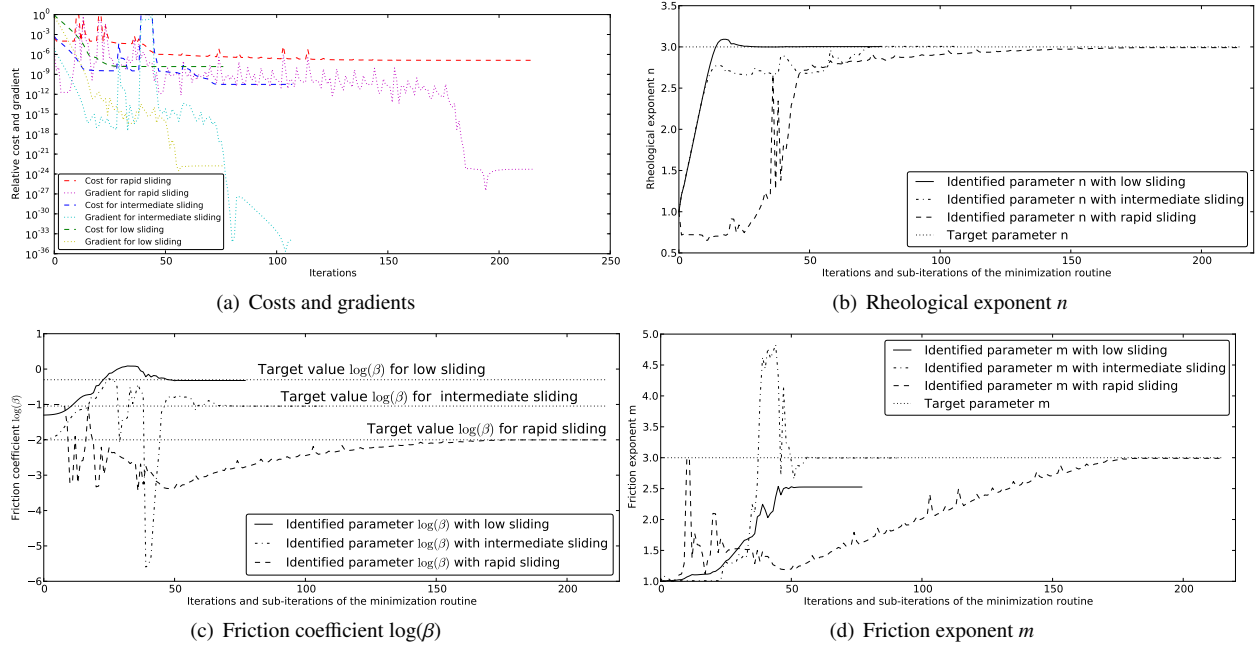 10^0
10^-3
10^-6
10^-9
10^-12
10^-15
10^-18
10^-21
10^-24
10^-27
10^-30
10^-33
10^-36
Relative cost and gradient
Cost for rapid sliding
Gradient for rapid sliding
Cost for intermediate sliding
Gradient for intermediate sliding
Cost for low sliding
Gradient for low sliding
0 50 100 150 200 250
Iterations
(a) Costs and gradients
3.5
3.0
2.5
2.0
1.5
1.0
0.5
Rheological exponent n
Identified parameter n with low sliding
Identified parameter n with intermediate sliding
Identified parameter n with rapid sliding
Target parameter n
0 50 100 150 200
Iterations and sub-iterations of the minimization routine
(b) Rheological exponent n
1
0
−1
−2
−3
−4
−5
−6
Friction coefficient log(β)
Target value log(β) for low sliding
Target value log(β) for intermediate sliding
Target value log(β) for rapid sliding
Identified parameter log(β) with low sliding
Identified parameter log(β) with intermediate sliding
Identified parameter log(β) with rapid sliding
0 50 100 150 200
Iterations and sub-iterations of the minimization routine
(c) Friction coefficient log(β)
5.0
4.5
4.0
3.5
3.0
2.5
2.0
1.5
1.0
Friction exponent m
Identified parameter m with low sliding
Identified parameter m with intermediate sliding
Identified parameter m with rapid sliding
Target parameter m
0 50 100 150 200
Iterations and sub-iterations of the minimization routine
(d) Friction exponent m